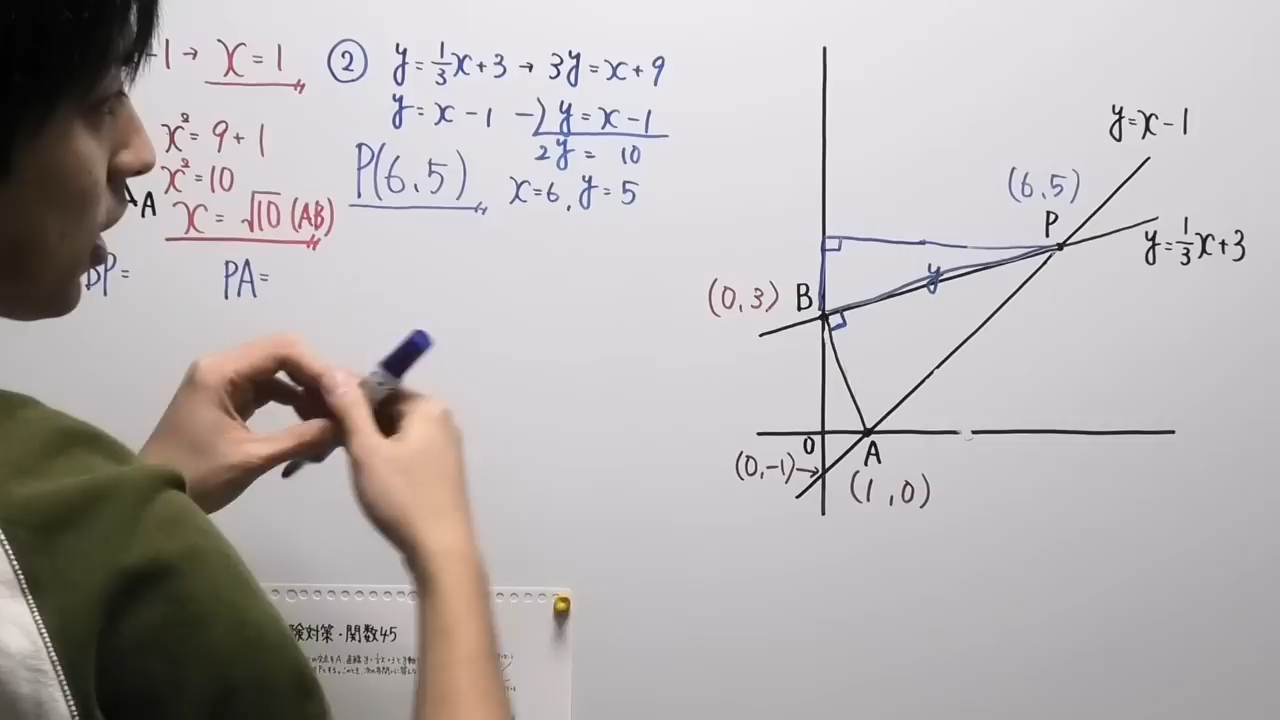 -1 → x = 1
x² = 9 + 1
x² = 10
A x = √10 (AB)
BP = PA =
② y = 1/3x + 3 → 3y = x + 9
y = x - 1 -) y = x - 1
2y = 10
P(6, 5) x = 6, y = 5
y = x - 1
(6, 5)
P
y = 1/3x + 3
y
(0, 3) B
O A
(0, -1) →
(1, 0)
験対策・関数45